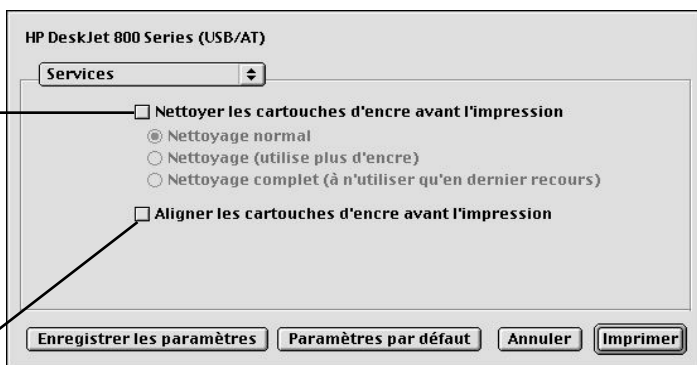 HP DeskJet 800 Series (USB/AT)
Services
Nettoyer les cartouches d'encre avant l'impression
Nettoyage normal
Nettoyage (utilise plus d'encre)
Nettoyage complet (à n'utiliser qu'en dernier recours)
Aligner les cartouches d'encre avant l'impression
Enregistrer les paramètres Paramètres par défaut Annuler Imprimer